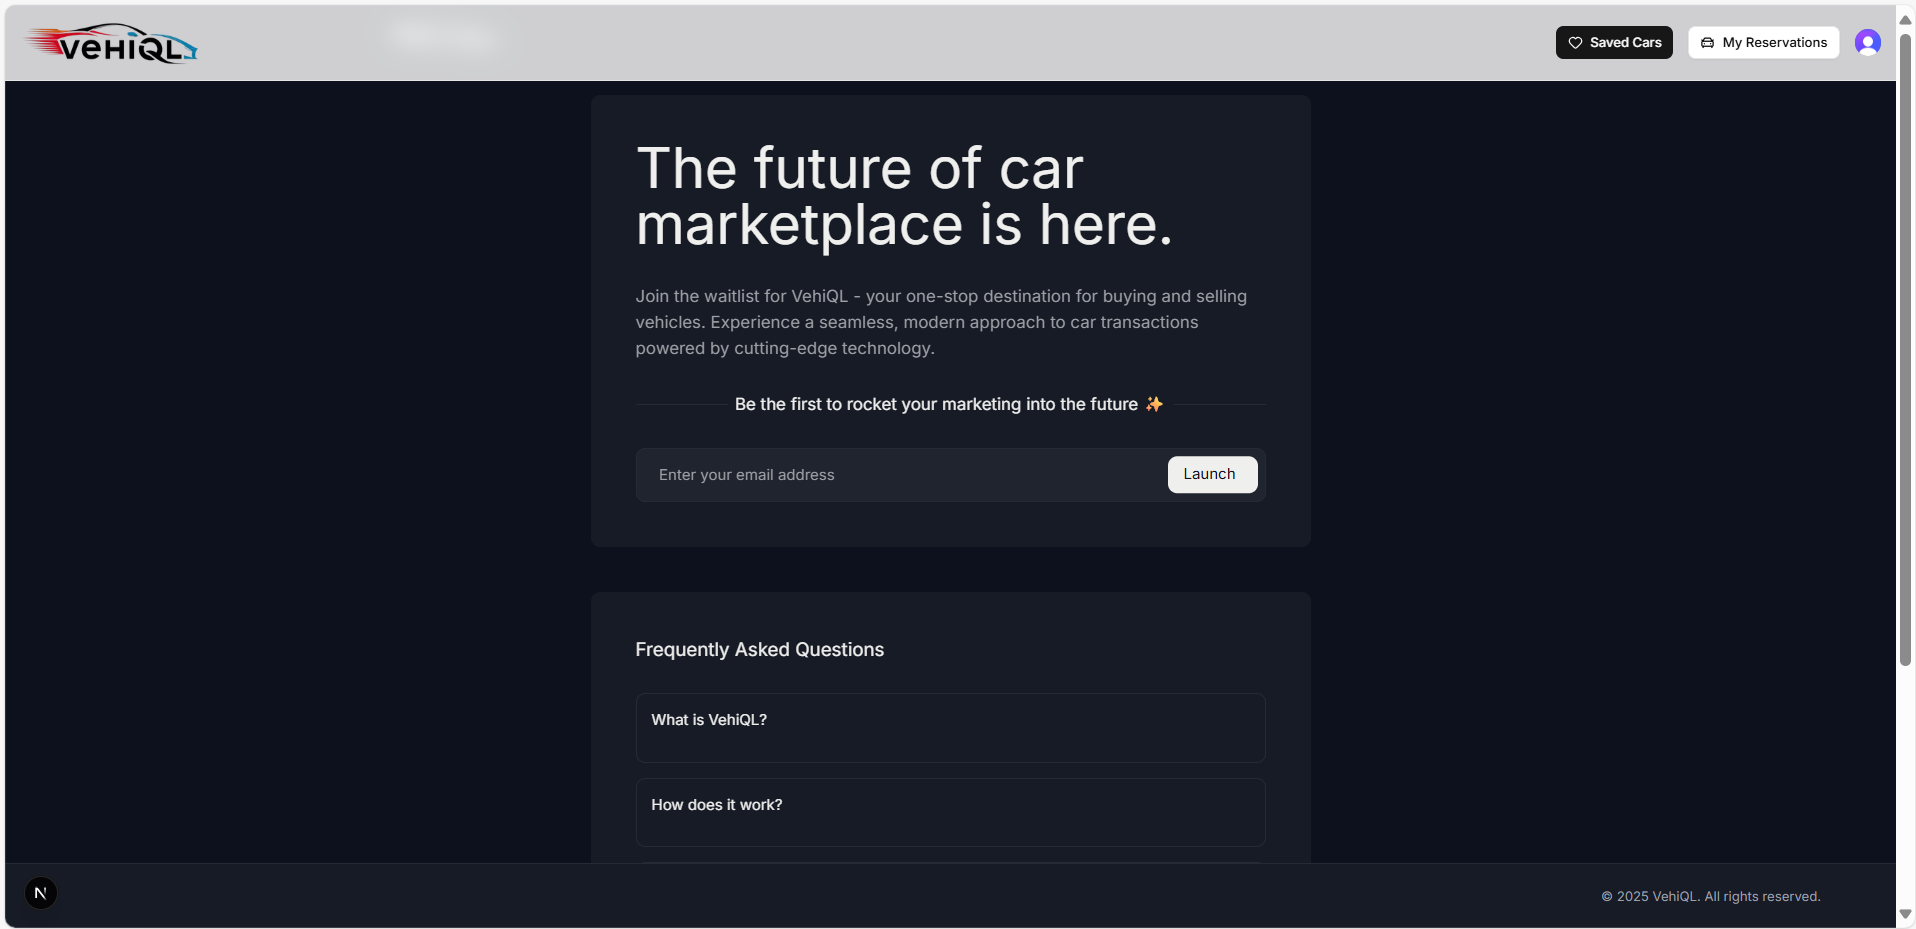 VeHiQL
Saved Cars
My Reservations
The future of car
marketplace is here.
Join the waitlist for VehiQL - your one-stop destination for buying and selling
vehicles. Experience a seamless, modern approach to car transactions
powered by cutting-edge technology.
Be the first to rocket your marketing into the future ✨
Enter your email address
Launch
Frequently Asked Questions
What is VehiQL?
How does it work?
N
© 2025 VehiQL. All rights reserved.